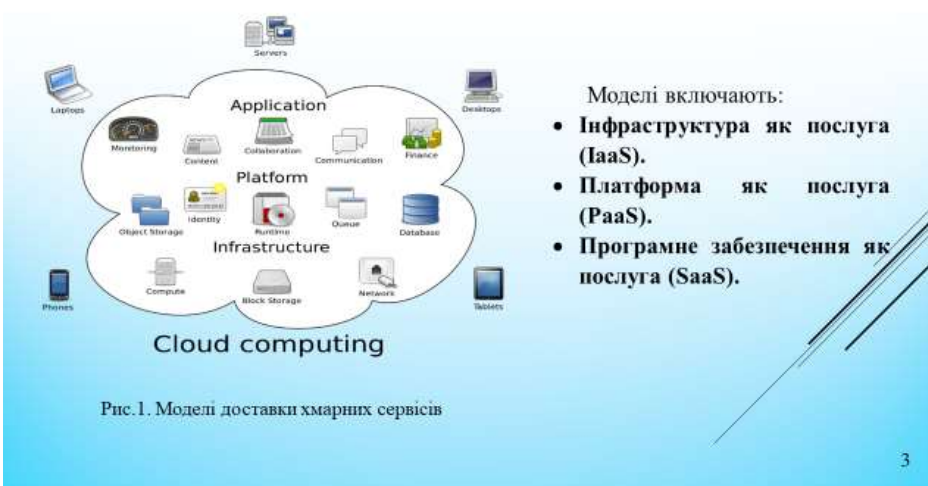 Servers
Laptops
Desktops
Application
Monitoring
Content
Collaboration
Communication
Finance
Platform
Object Storage
Identity
Runtime
Queue
Database
Infrastructure
Compute
Block Storage
Network
Phones
Tablets
Cloud computing
Рис.1. Моделі доставки хмарних сервісів
Моделі включають:
• Інфраструктура як послуга
(IaaS).
• Платформа як послуга
(PaaS).
• Програмне забезпечення як
послуга (SaaS).
3